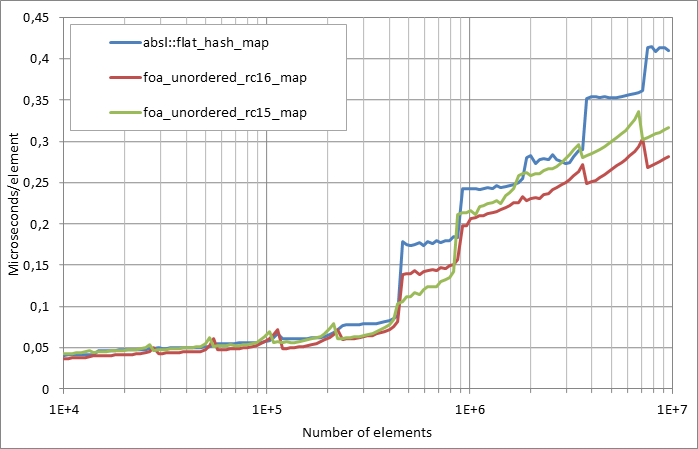 0,45
0,4
0,35
0,3
0,25
0,2
0,15
0,1
0,05
0
Microseconds/element
absl::flat_hash_map
foa_unordered_rc16_map
foa_unordered_rc15_map
1E+4 1E+5 1E+6 1E+7
Number of elements